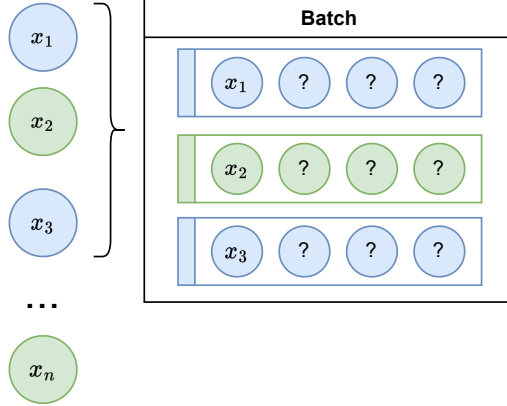 x₁
x₂
x₃
...
xₙ
Batch
x₁ ? ? ?
x₂ ? ? ?
x₃ ? ? ?